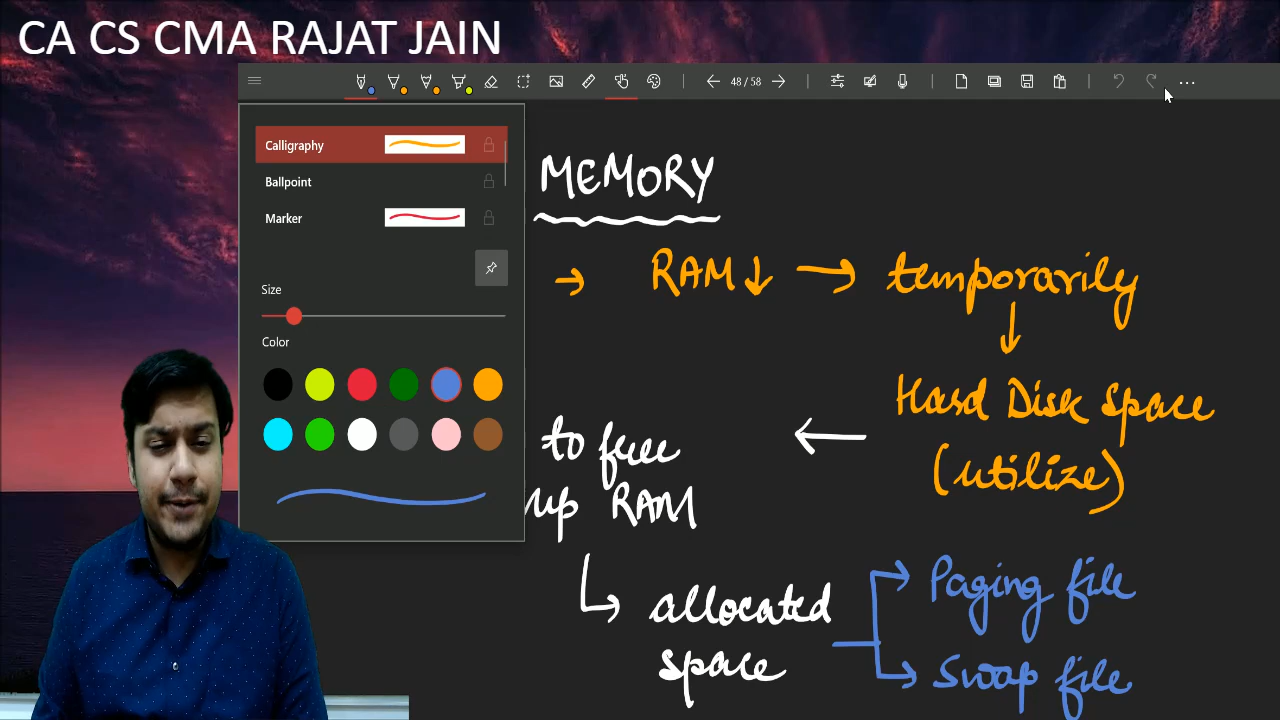 CA CS CMA RAJAT JAIN
48 / 58
Calligraphy
Ballpoint
Marker
Size
Color
MEMORY
→ RAM↓ → temporarily
↓
Hard Disk space
(utilize)
←
to free
up RAM
↳ allocated
space
→ Paging file
→ Swap file